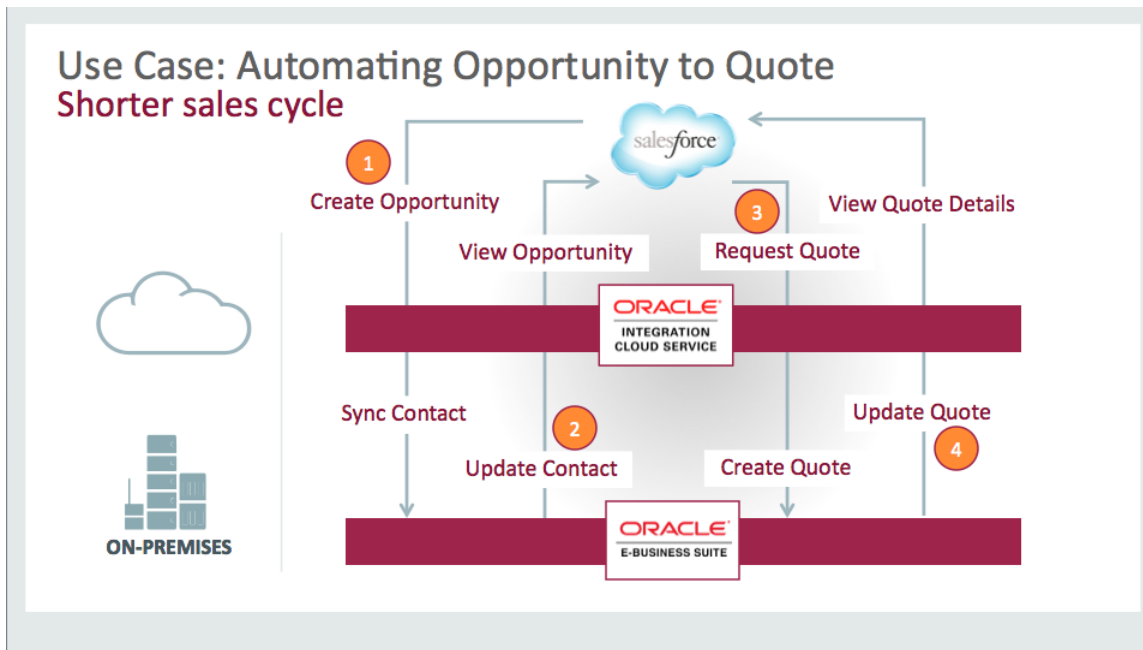 Use Case: Automating Opportunity to Quote
Shorter sales cycle
salesforce
1
Create Opportunity
View Opportunity
3
Request Quote
View Quote Details
ORACLE
INTEGRATION
CLOUD SERVICE
Sync Contact
2
Update Contact
Create Quote
Update Quote
4
ORACLE
E-BUSINESS SUITE
ON-PREMISES